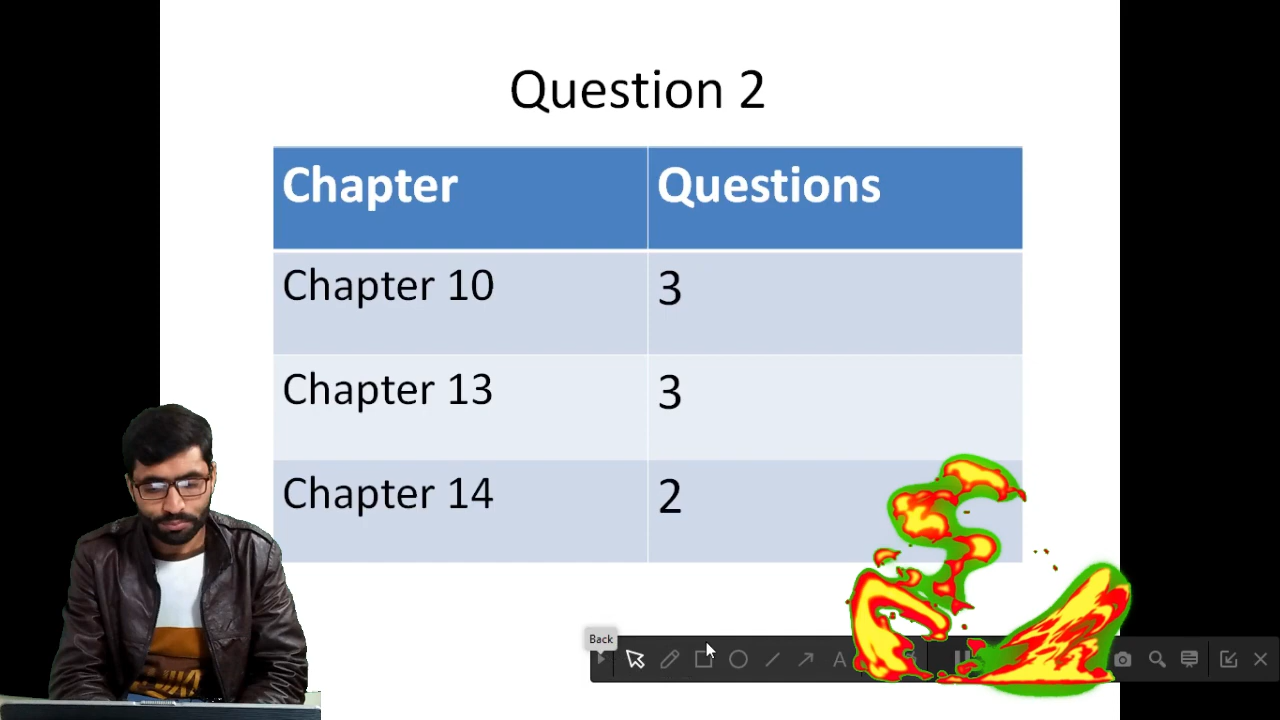 Question 2
Chapter Questions
Chapter 10 3
Chapter 13 3
Chapter 14 2
Back
A